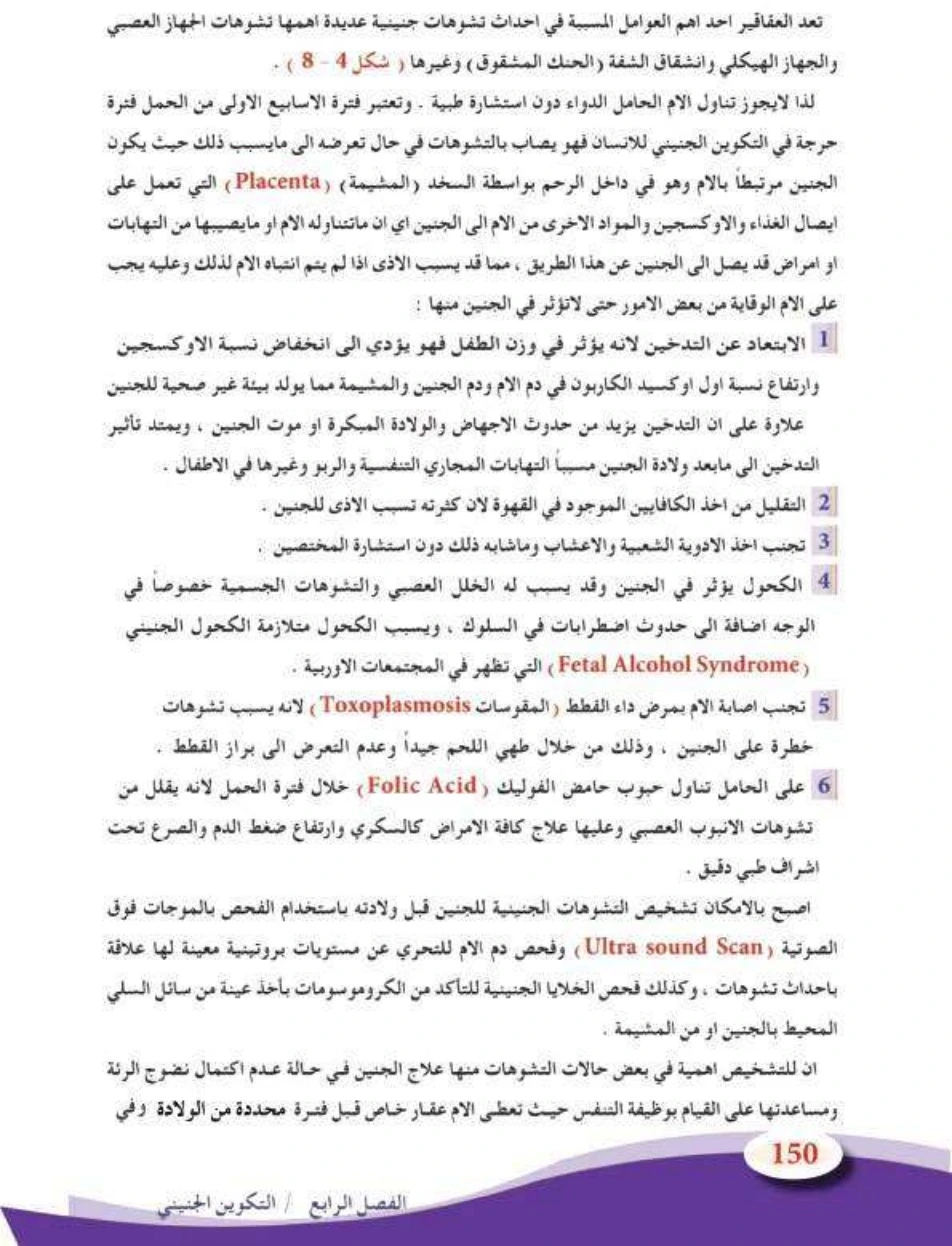 تعد العقاقير احد اهم العوامل المسببة في احداث تشوهات جنينية عديدة اهمها تشوهات الجهاز العصبي
والجهاز الهيكلي وانشقاق الشفة (الحنك المشقوق) وغيرها ( شكل 4 - 8 ) .
لذا لايجوز تناول الام الحامل الدواء دون استشارة طبية . وتعتبر فترة الاسابيع الاولى من الحمل فترة
حرجة في التكوين الجنيني للانسان فهو يصاب بالتشوهات في حال تعرضه الى مايسبب ذلك حيث يكون
الجنين مرتبطاً بالام وهو في داخل الرحم بواسطة السخد (المشيمة) (Placenta) التي تعمل على
ايصال الغذاء والاوكسجين والمواد الاخرى من الام الى الجنين اي ان ماتتناوله الام او مايصيبها من التهابات
او امراض قد يصل الى الجنين عن هذا الطريق ، مما قد يسبب الاذى اذا لم يتم انتباه الام لذلك وعليه يجب
على الام الوقاية من بعض الامور حتى لاتؤثر في الجنين منها :
1 الابتعاد عن التدخين لانه يؤثر في وزن الطفل فهو يؤدي الى انخفاض نسبة الاوكسجين
وارتفاع نسبة اول اوكسيد الكاربون في دم الام ودم الجنين والمشيمة مما يولد بيئة غير صحية للجنين
علاوة على ان التدخين يزيد من حدوث الاجهاض والولادة المبكرة او موت الجنين ، ويمتد تأثير
التدخين الى مابعد ولادة الجنين مسبباً التهابات المجاري التنفسية والربو وغيرها في الاطفال .
2 التقليل من اخذ الكافايين الموجود في القهوة لان كثرته تسبب الاذى للجنين .
3 تجنب اخذ الادوية الشعبية والاعشاب وماشابه ذلك دون استشارة المختصين .
4 الكحول يؤثر في الجنين وقد يسبب له الخلل العصبي والتشوهات الجسمية خصوصاً في
الوجه اضافة الى حدوث اضطرابات في السلوك ، ويسبب الكحول متلازمة الكحول الجنيني
(Fetal Alcohol Syndrome) التي تظهر في المجتمعات الاوربية .
5 تجنب اصابة الام بمرض داء القطط (المقوسات Toxoplasmosis) لانه يسبب تشوهات
خطرة على الجنين ، وذلك من خلال طهي اللحم جيداً وعدم التعرض الى براز القطط .
6 على الحامل تناول حبوب حامض الفوليك (Folic Acid) خلال فترة الحمل لانه يقلل من
تشوهات الانبوب العصبي وعليها علاج كافة الامراض كالسكري وارتفاع ضغط الدم والصرع تحت
اشراف طبي دقيق .
اصبح بالامكان تشخيص التشوهات الجنينية للجنين قبل ولادته باستخدام الفحص بالموجات فوق
الصوتية (Ultra sound Scan) وفحص دم الام للتحري عن مستويات بروتينية معينة لها علاقة
باحداث تشوهات ، وكذلك فحص الخلايا الجنينية للتأكد من الكروموسومات بأخذ عينة من سائل السلي
المحيط بالجنين او من المشيمة .
ان للتشخيص اهمية في بعض حالات التشوهات منها علاج الجنين في حالة عدم اكتمال نضوج الرئة
ومساعدتها على القيام بوظيفة التنفس حيث تعطى الام عقار خاص قبل فترة محددة من الولادة وفي
150
الفصل الرابع / التكوين الجنيني